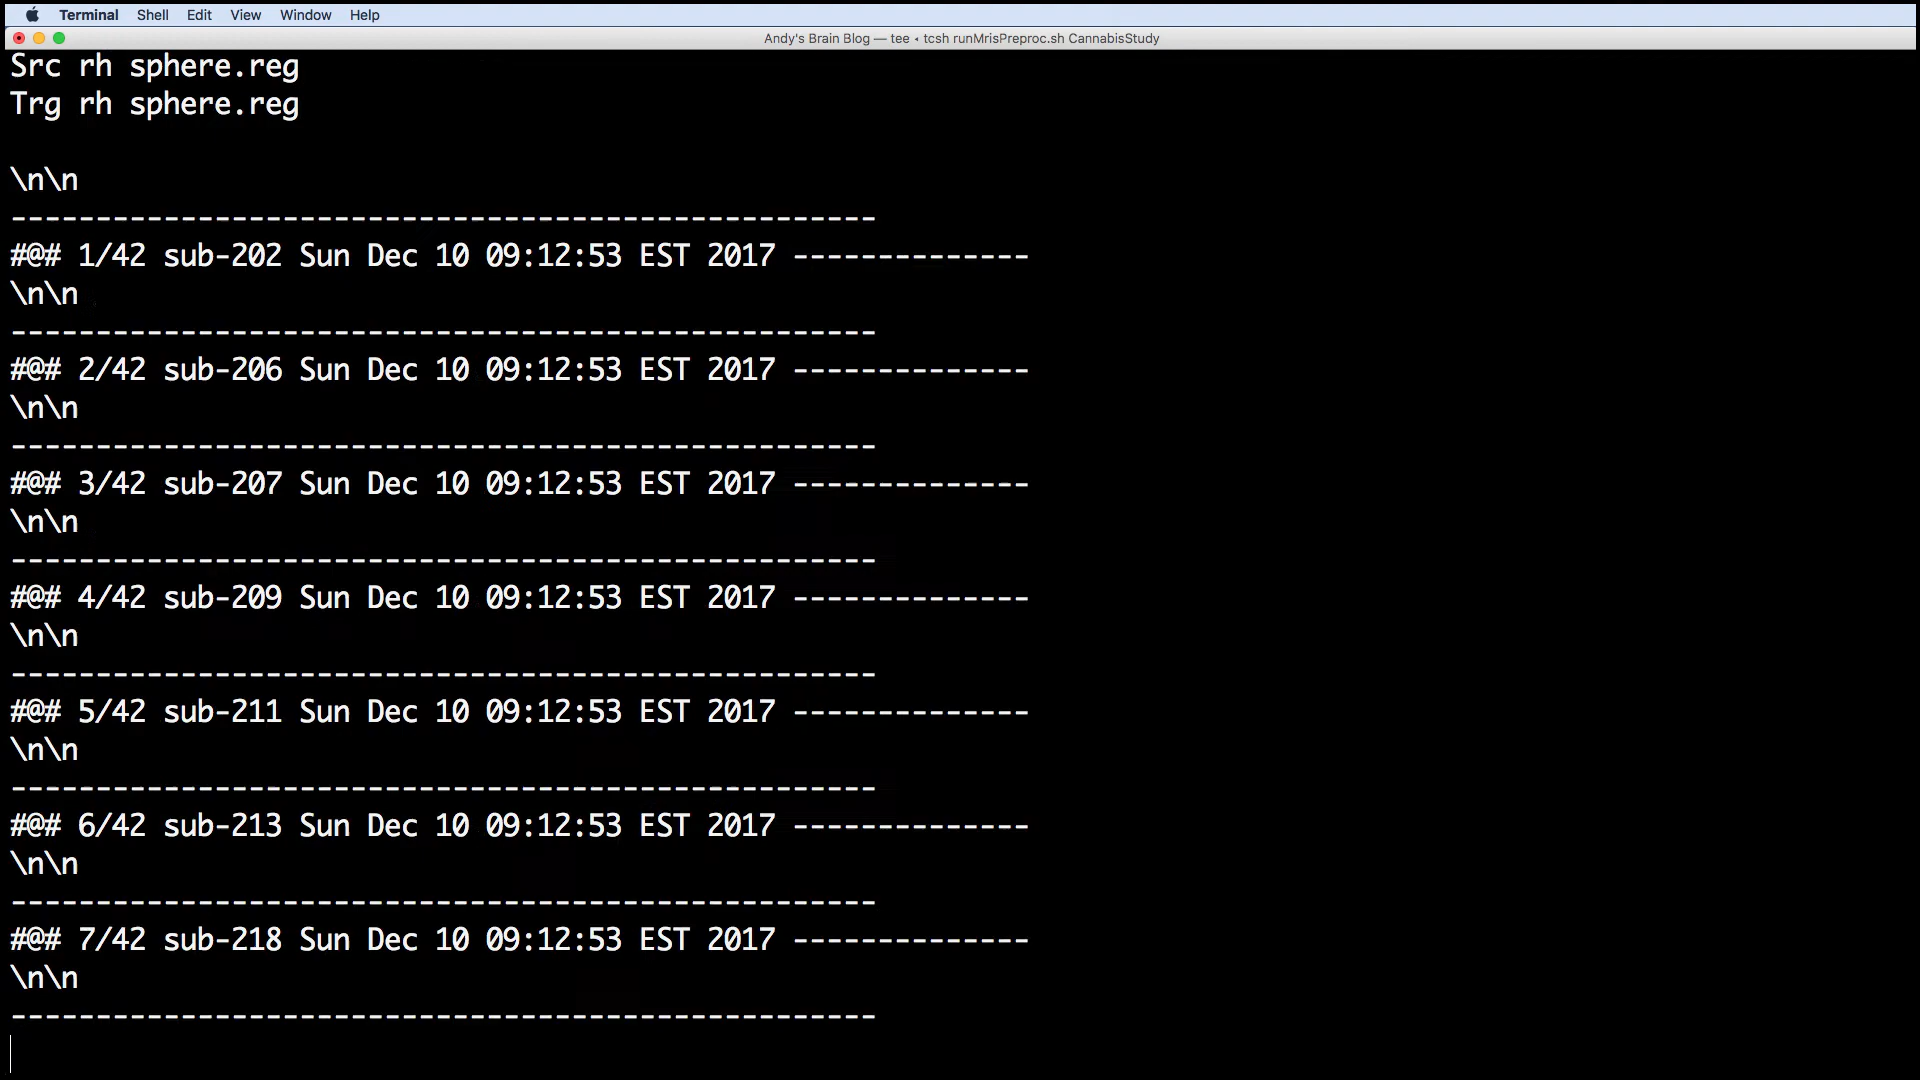 Terminal Shell Edit View Window Help
Andy's Brain Blog — tee ◂ tcsh runMrisPreproc.sh CannabisStudy
Src rh sphere.reg
Trg rh sphere.reg
\n\n
---------------------------------------------------
#@# 1/42 sub-202 Sun Dec 10 09:12:53 EST 2017 --------------
\n\n
---------------------------------------------------
#@# 2/42 sub-206 Sun Dec 10 09:12:53 EST 2017 --------------
\n\n
---------------------------------------------------
#@# 3/42 sub-207 Sun Dec 10 09:12:53 EST 2017 --------------
\n\n
---------------------------------------------------
#@# 4/42 sub-209 Sun Dec 10 09:12:53 EST 2017 --------------
\n\n
---------------------------------------------------
#@# 5/42 sub-211 Sun Dec 10 09:12:53 EST 2017 --------------
\n\n
---------------------------------------------------
#@# 6/42 sub-213 Sun Dec 10 09:12:53 EST 2017 --------------
\n\n
---------------------------------------------------
#@# 7/42 sub-218 Sun Dec 10 09:12:53 EST 2017 --------------
\n\n
---------------------------------------------------